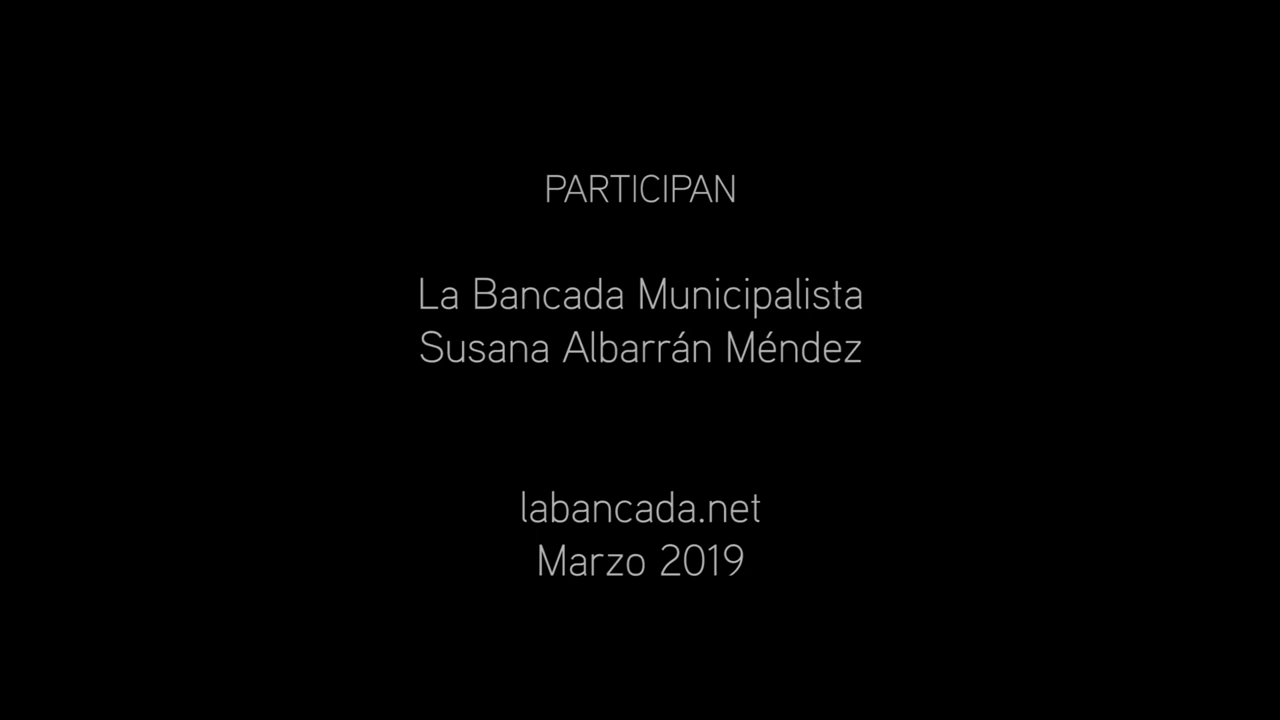 PARTICIPAN
La Bancada Municipalista
Susana Albarrán Méndez
labancada.net
Marzo 2019